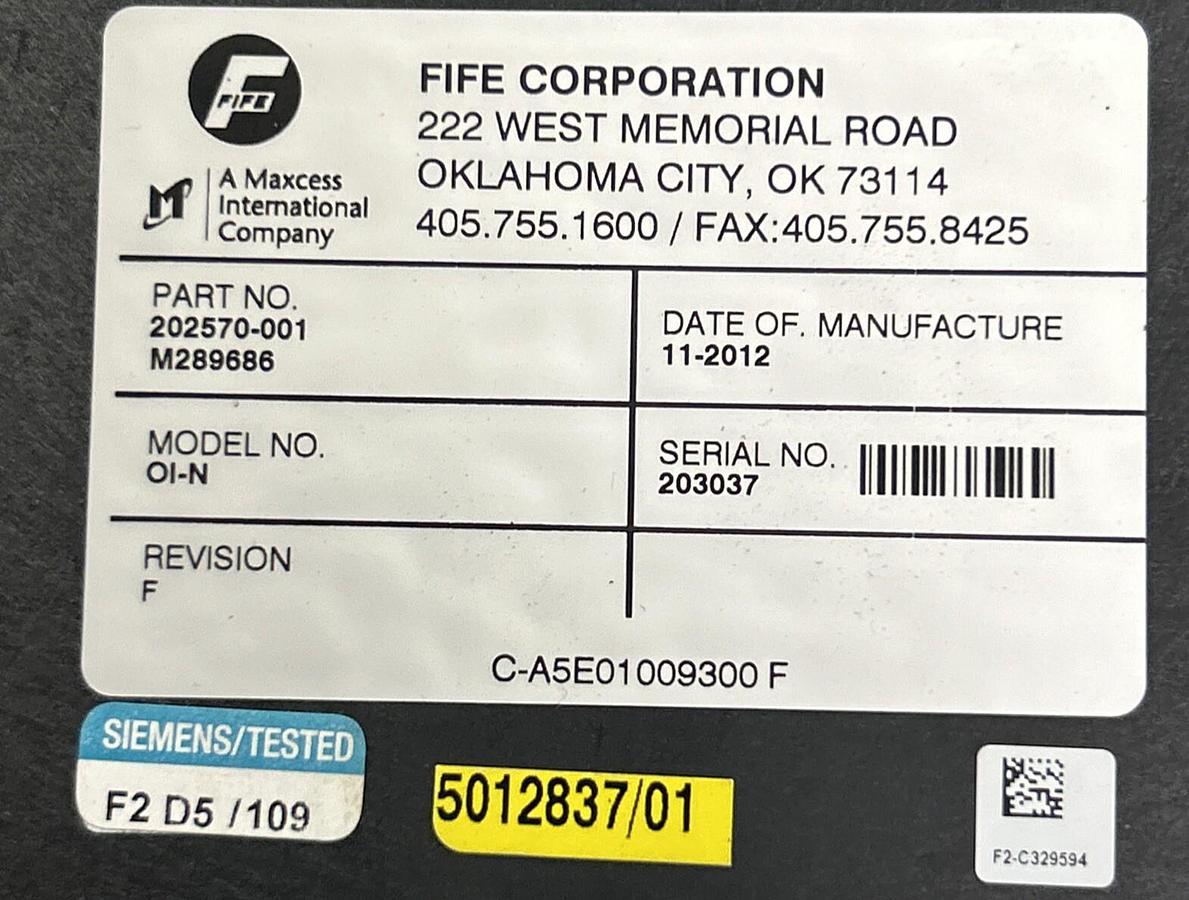 FIFE
A Maxcess
International
Company
FIFE CORPORATION
222 WEST MEMORIAL ROAD
OKLAHOMA CITY, OK 73114
405.755.1600 / FAX:405.755.8425
PART NO.
202570-001
M289686
DATE OF. MANUFACTURE
11-2012
MODEL NO.
OI-N
SERIAL NO.
203037
REVISION
F
C-A5E01009300 F
SIEMENS/TESTED
F2 D5 /109
5012837/01
F2-C329594